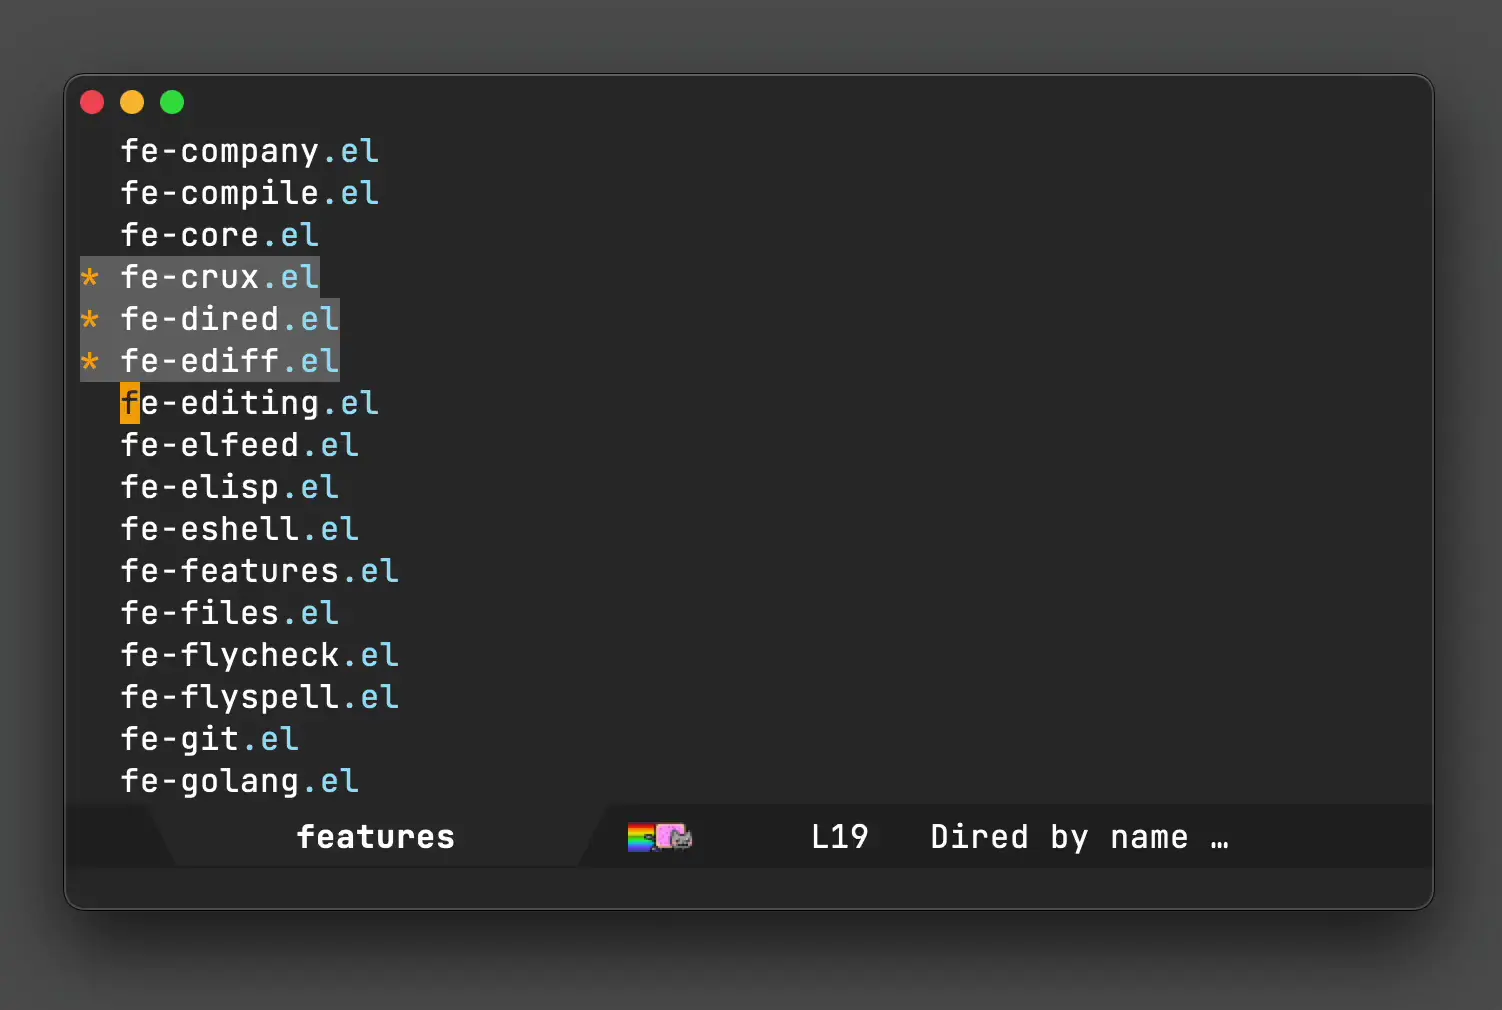 fe-company.el
fe-compile.el
fe-core.el
* fe-crux.el
* fe-dired.el
* fe-ediff.el
fe-editing.el
fe-elfeed.el
fe-elisp.el
fe-eshell.el
fe-features.el
fe-files.el
fe-flycheck.el
fe-flyspell.el
fe-git.el
fe-golang.el
features L19 Dired by name …